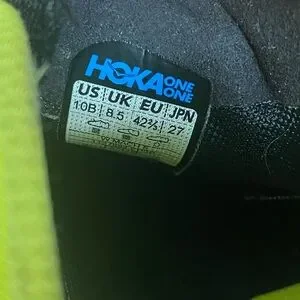 HOKA ONE ONE
US UK EU JPN
10B 8.5 42⅔ 27